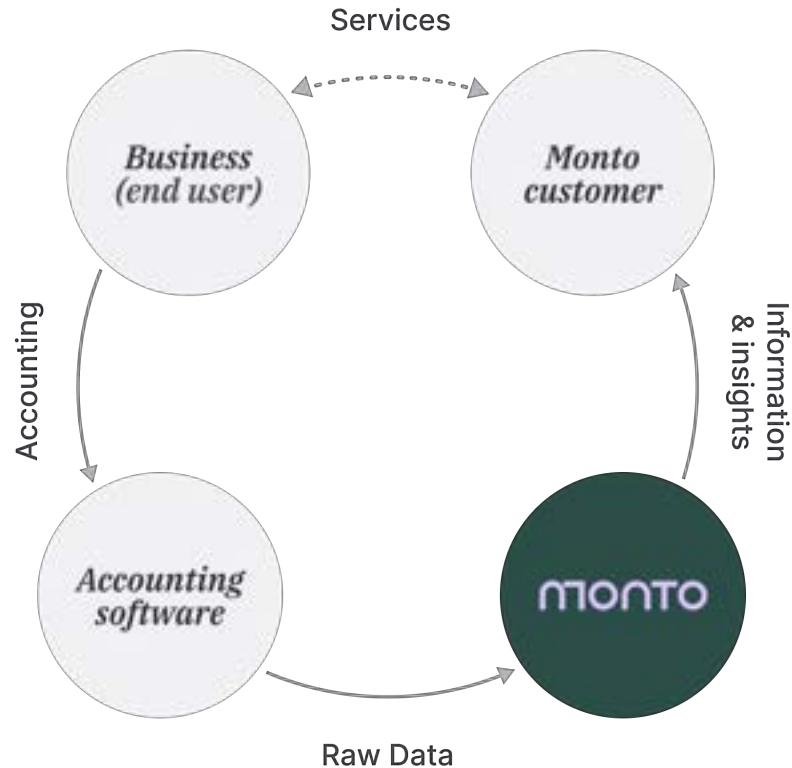 Services
Business
(end user)
Monto
customer
Accounting
Information
& insights
Accounting
software
MONTO
Raw Data